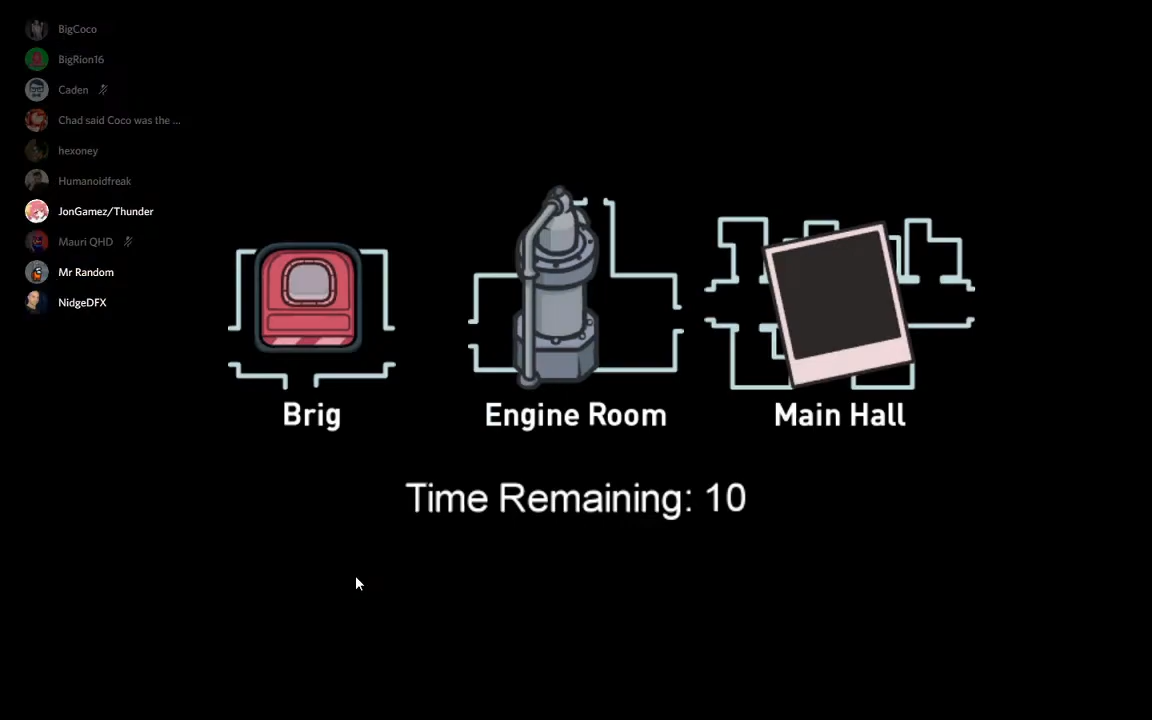 BigCoco
BigRion16
Caden
Chad said Coco was the ...
hexoney
Humanoidfreak
JonGamez/Thunder
Mauri QHD
Mr Random
NidgeDFX
Brig
Engine Room
Main Hall
Time Remaining: 10